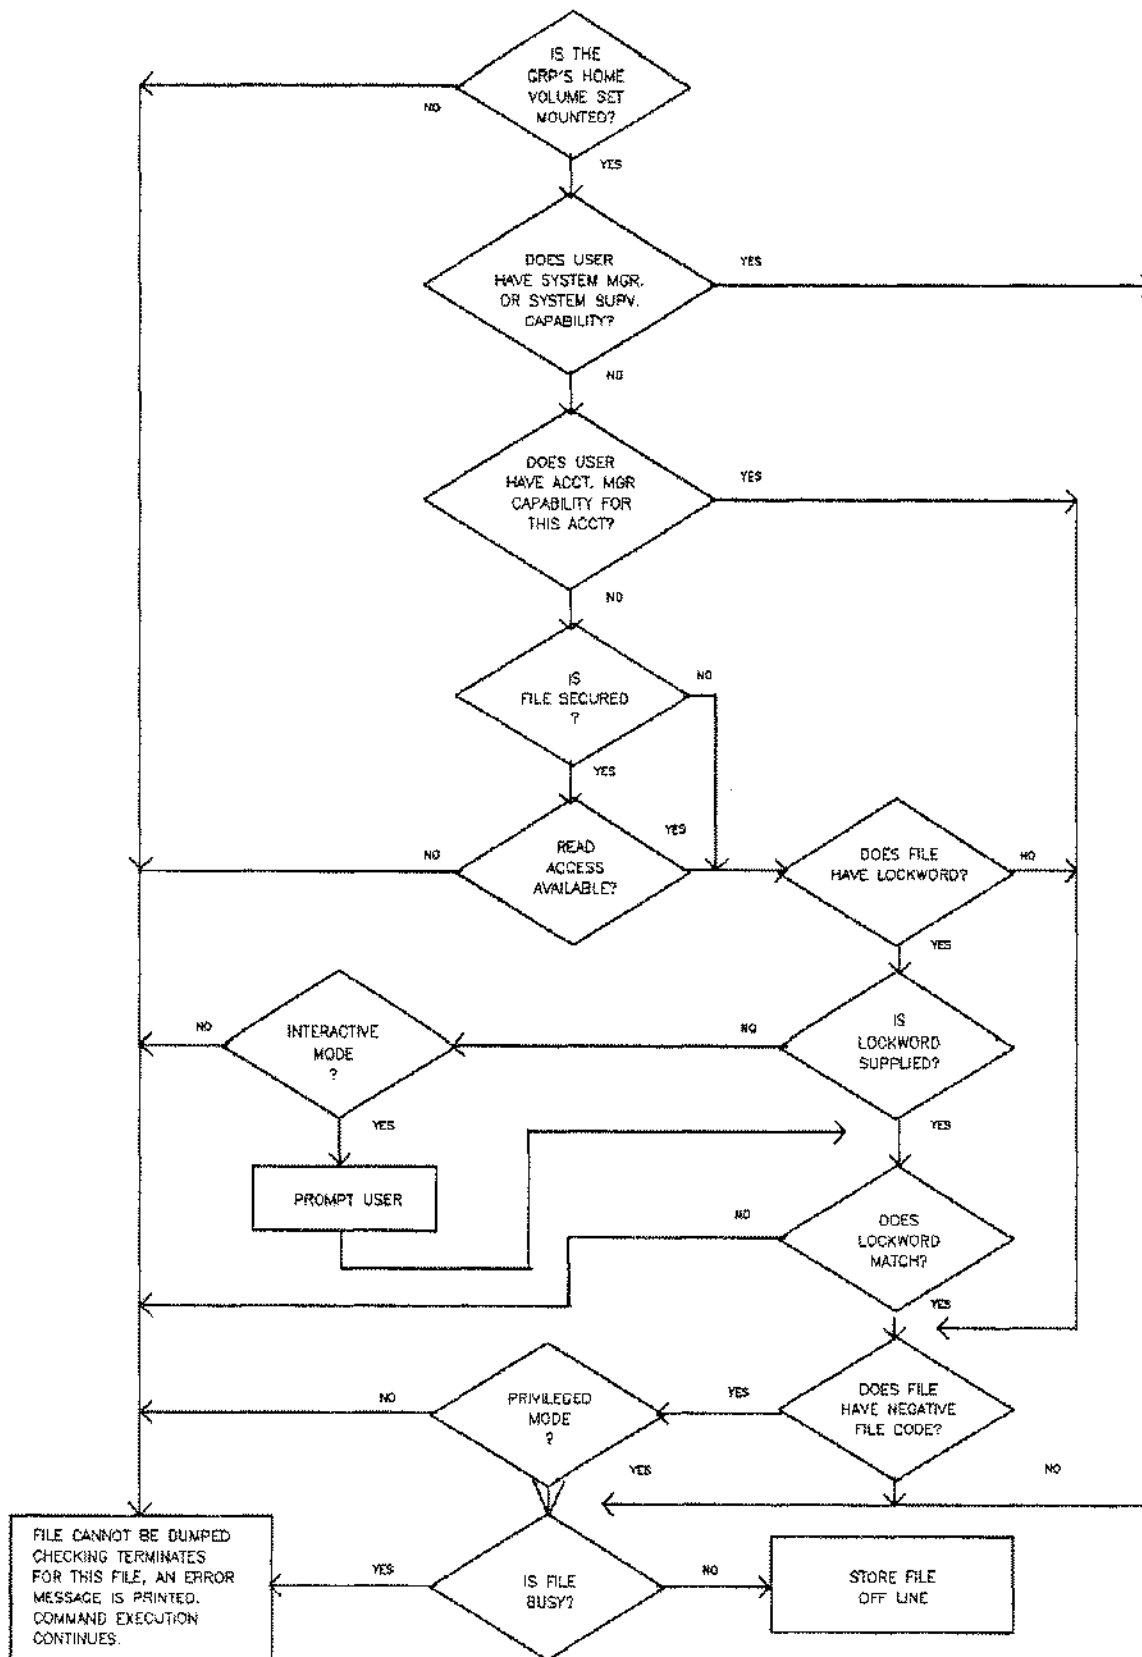 IS THE
GRP'S HOME
VOLUME SET
MOUNTED?
NO
YES
DOES USER
HAVE SYSTEM MGR.
OR SYSTEM SUPV.
CAPABILITY?
YES
NO
DOES USER
HAVE ACCT. MGR
CAPABILITY FOR
THIS ACCT?
YES
NO
IS
FILE SECURED
?
NO
YES
READ
ACCESS
AVAILABLE?
NO
YES
DOES FILE
HAVE LOCKWORD?
NO
YES
IS
LOCKWORD
SUPPLIED?
NO
YES
INTERACTIVE
MODE
?
NO
YES
PROMPT USER
DOES
LOCKWORD
MATCH?
NO
YES
DOES FILE
HAVE NEGATIVE
FILE CODE?
YES
NO
PRIVILEGED
MODE
?
NO
YES
IS FILE
BUSY?
YES
NO
STORE FILE
OFF LINE
FILE CANNOT BE DUMPED
CHECKING TERMINATES
FOR THIS FILE, AN ERROR
MESSAGE IS PRINTED.
COMMAND EXECUTION
CONTINUES.